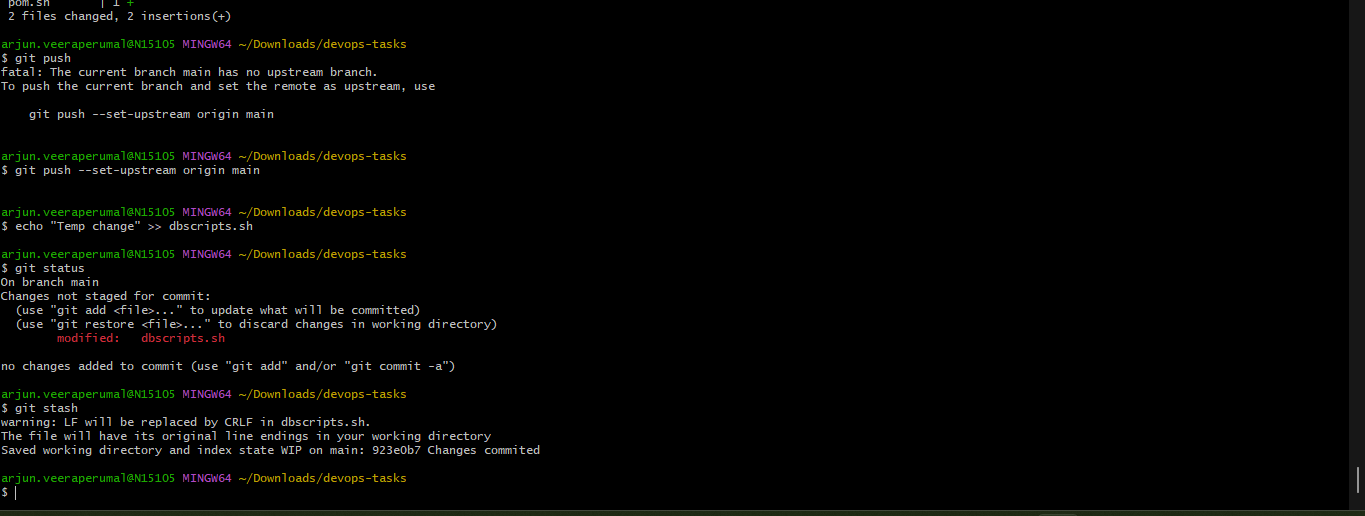 pom.sh | 1 +
2 files changed, 2 insertions(+)
arjun.veeraperumal@N15105 MINGW64 ~/Downloads/devops-tasks
$ git push
fatal: The current branch main has no upstream branch.
To push the current branch and set the remote as upstream, use
git push --set-upstream origin main
arjun.veeraperumal@N15105 MINGW64 ~/Downloads/devops-tasks
$ git push --set-upstream origin main
arjun.veeraperumal@N15105 MINGW64 ~/Downloads/devops-tasks
$ echo "Temp change" >> dbscripts.sh
arjun.veeraperumal@N15105 MINGW64 ~/Downloads/devops-tasks
$ git status
On branch main
Changes not staged for commit:
(use "git add <file>..." to update what will be committed)
(use "git restore <file>..." to discard changes in working directory)
modified: dbscripts.sh
no changes added to commit (use "git add" and/or "git commit -a")
arjun.veeraperumal@N15105 MINGW64 ~/Downloads/devops-tasks
$ git stash
warning: LF will be replaced by CRLF in dbscripts.sh.
The file will have its original line endings in your working directory
Saved working directory and index state WIP on main: 923e0b7 Changes commited
arjun.veeraperumal@N15105 MINGW64 ~/Downloads/devops-tasks
$